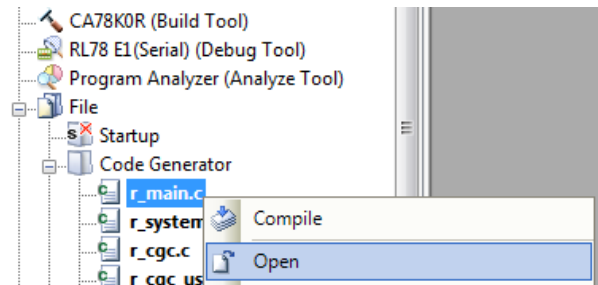 CA78K0R (Build Tool)
RL78 E1(Serial) (Debug Tool)
Program Analyzer (Analyze Tool)
File
Startup
Code Generator
r_main.c
r_system
Compile
r_cgc.c
Open
r_cgc_us